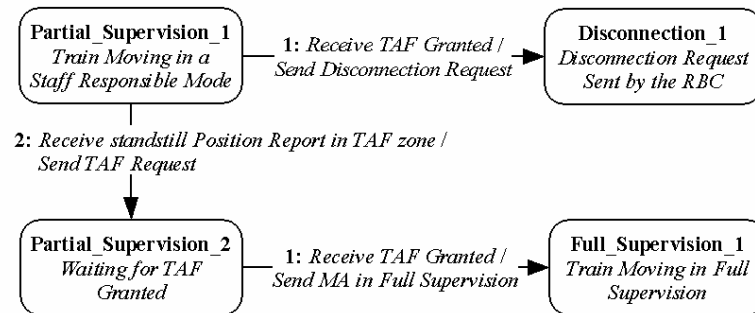 Partial_Supervision_1
Train Moving in a
Staff Responsible Mode
1: Receive TAF Granted /
Send Disconnection Request
Disconnection_1
Disconnection Request
Sent by the RBC
2: Receive standstill Position Report in TAF zone /
Send TAF Request
Partial_Supervision_2
Waiting for TAF
Granted
1: Receive TAF Granted /
Send MA in Full Supervision
Full_Supervision_1
Train Moving in Full
Supervision